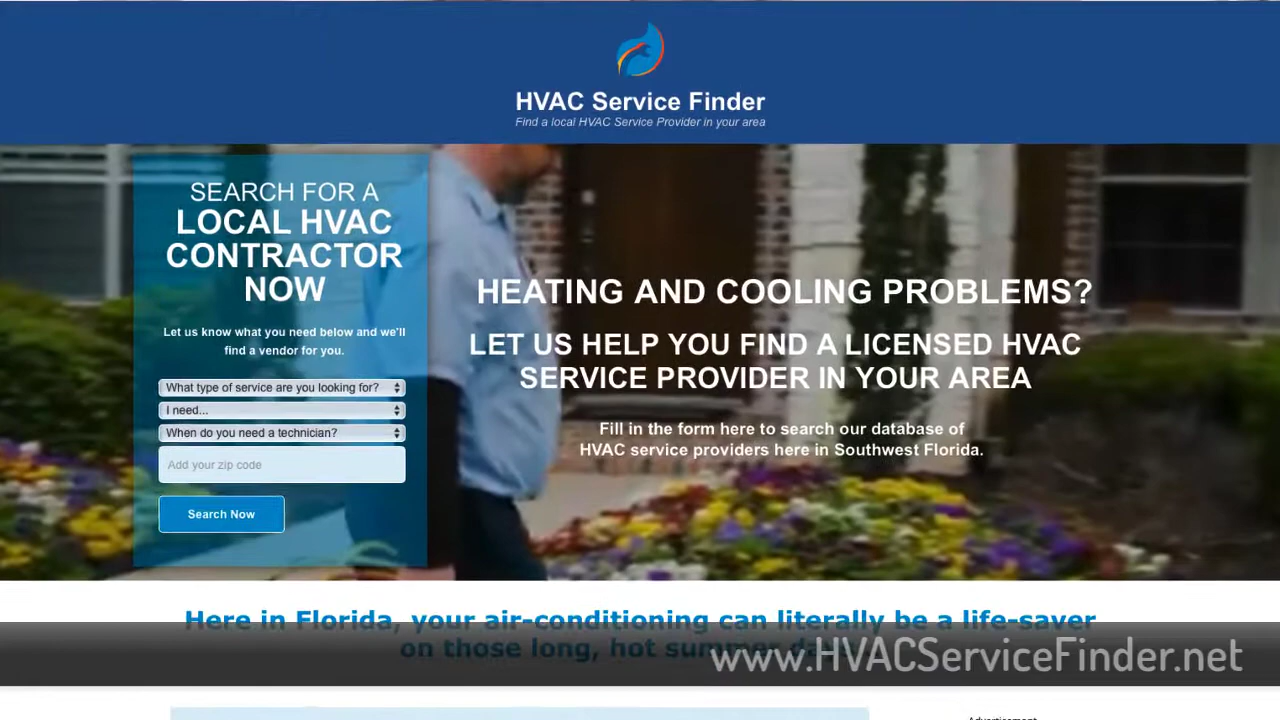 HVAC Service Finder
Find a local HVAC Service Provider in your area
SEARCH FOR A
LOCAL HVAC
CONTRACTOR
NOW
Let us know what you need below and we'll
find a vendor for you.
What type of service are you looking for?
I need...
When do you need a technician?
Add your zip code
Search Now
HEATING AND COOLING PROBLEMS?
LET US HELP YOU FIND A LICENSED HVAC
SERVICE PROVIDER IN YOUR AREA
Fill in the form here to search our database of
HVAC service providers here in Southwest Florida.
Here in Florida, your air-conditioning can literally be a life-saver
on those long, hot summer days.
www.HVACServiceFinder.net
Advertisement